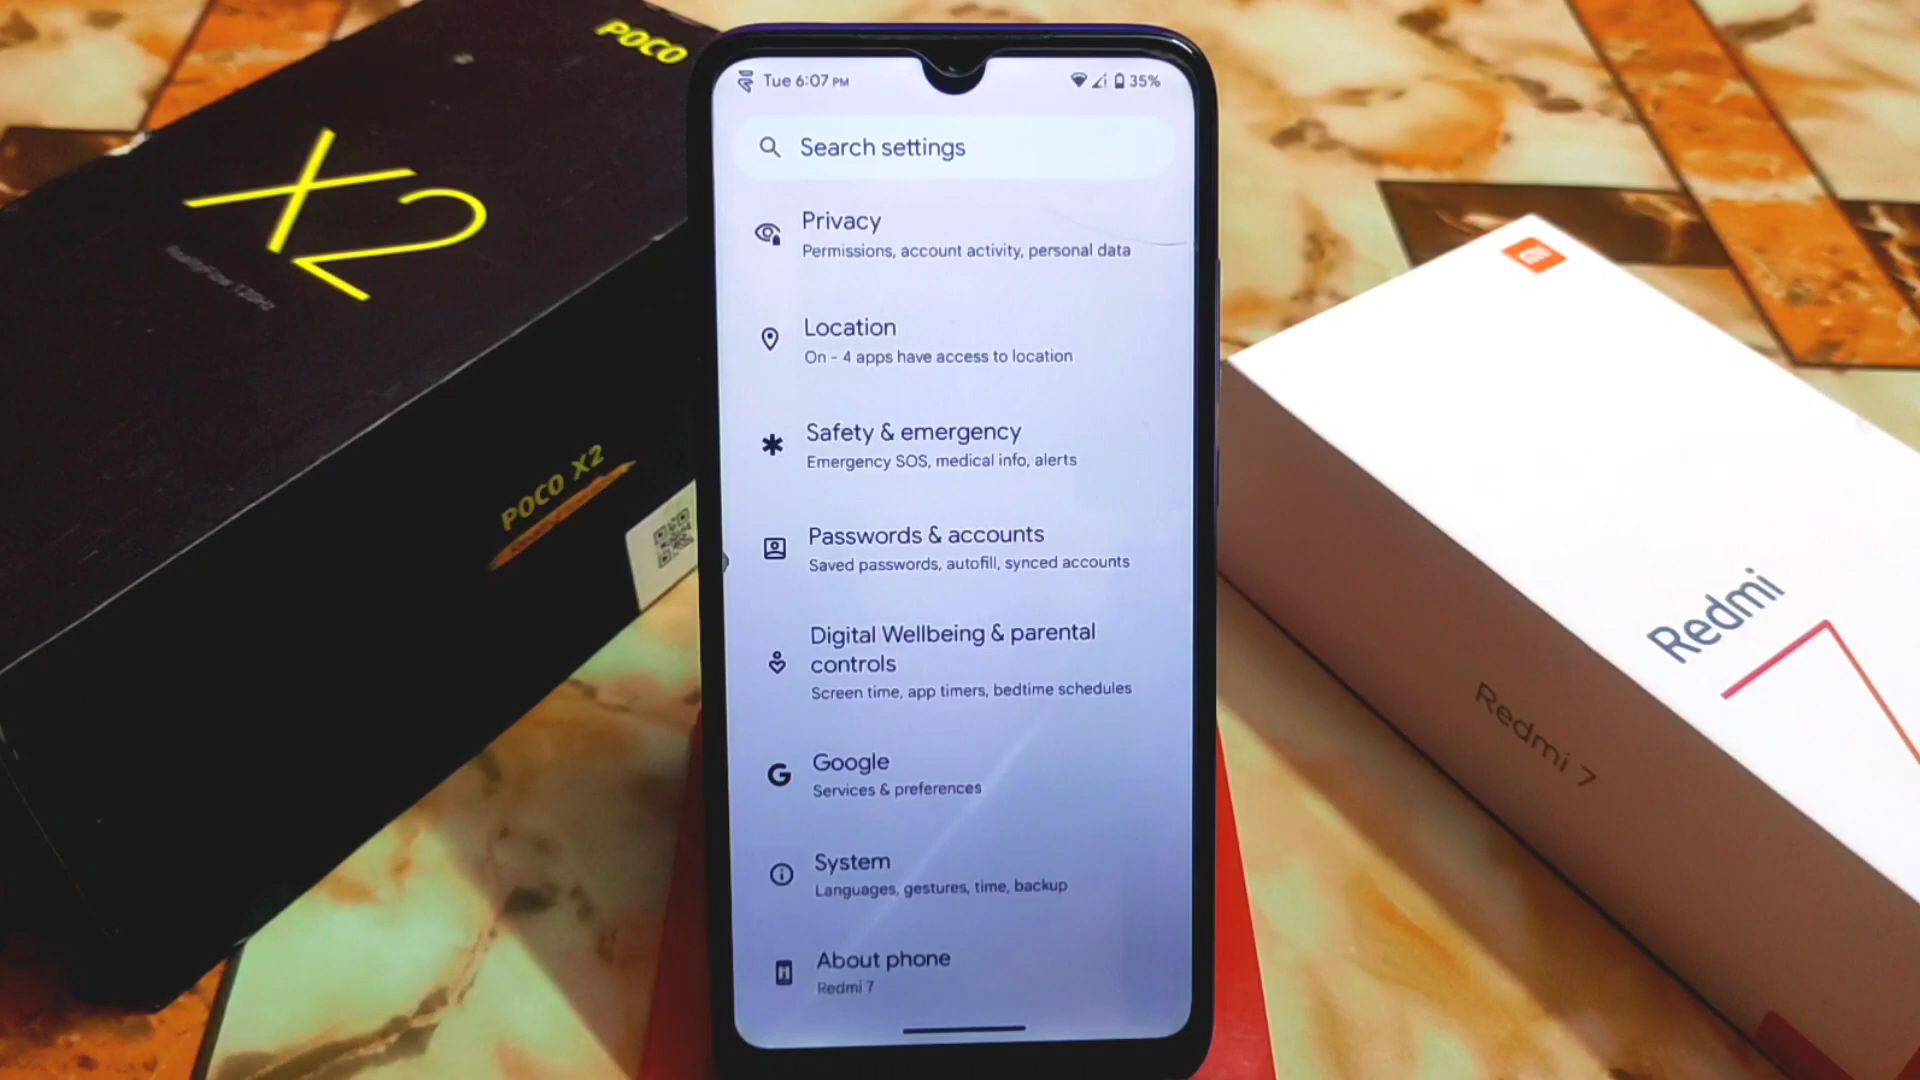 POCO
X2
POCO X2
Tue 6:07 PM
35%
Search settings
Privacy
Permissions, account activity, personal data
Location
On - 4 apps have access to location
Safety & emergency
Emergency SOS, medical info, alerts
Passwords & accounts
Saved passwords, autofill, synced accounts
Digital Wellbeing & parental
controls
Screen time, app timers, bedtime schedules
Google
Services & preferences
System
Languages, gestures, time, backup
About phone
Redmi 7
Redmi
7
Redmi 7